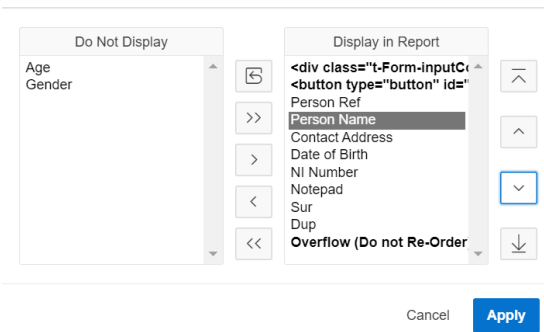 Do Not Display
Age
Gender
>>
>
<
<<
Display in Report
<div class="t-Form-inputCo
<button type="button" id="
Person Ref
Person Name
Contact Address
Date of Birth
NI Number
Notepad
Sur
Dup
Overflow (Do not Re-Order
Cancel
Apply